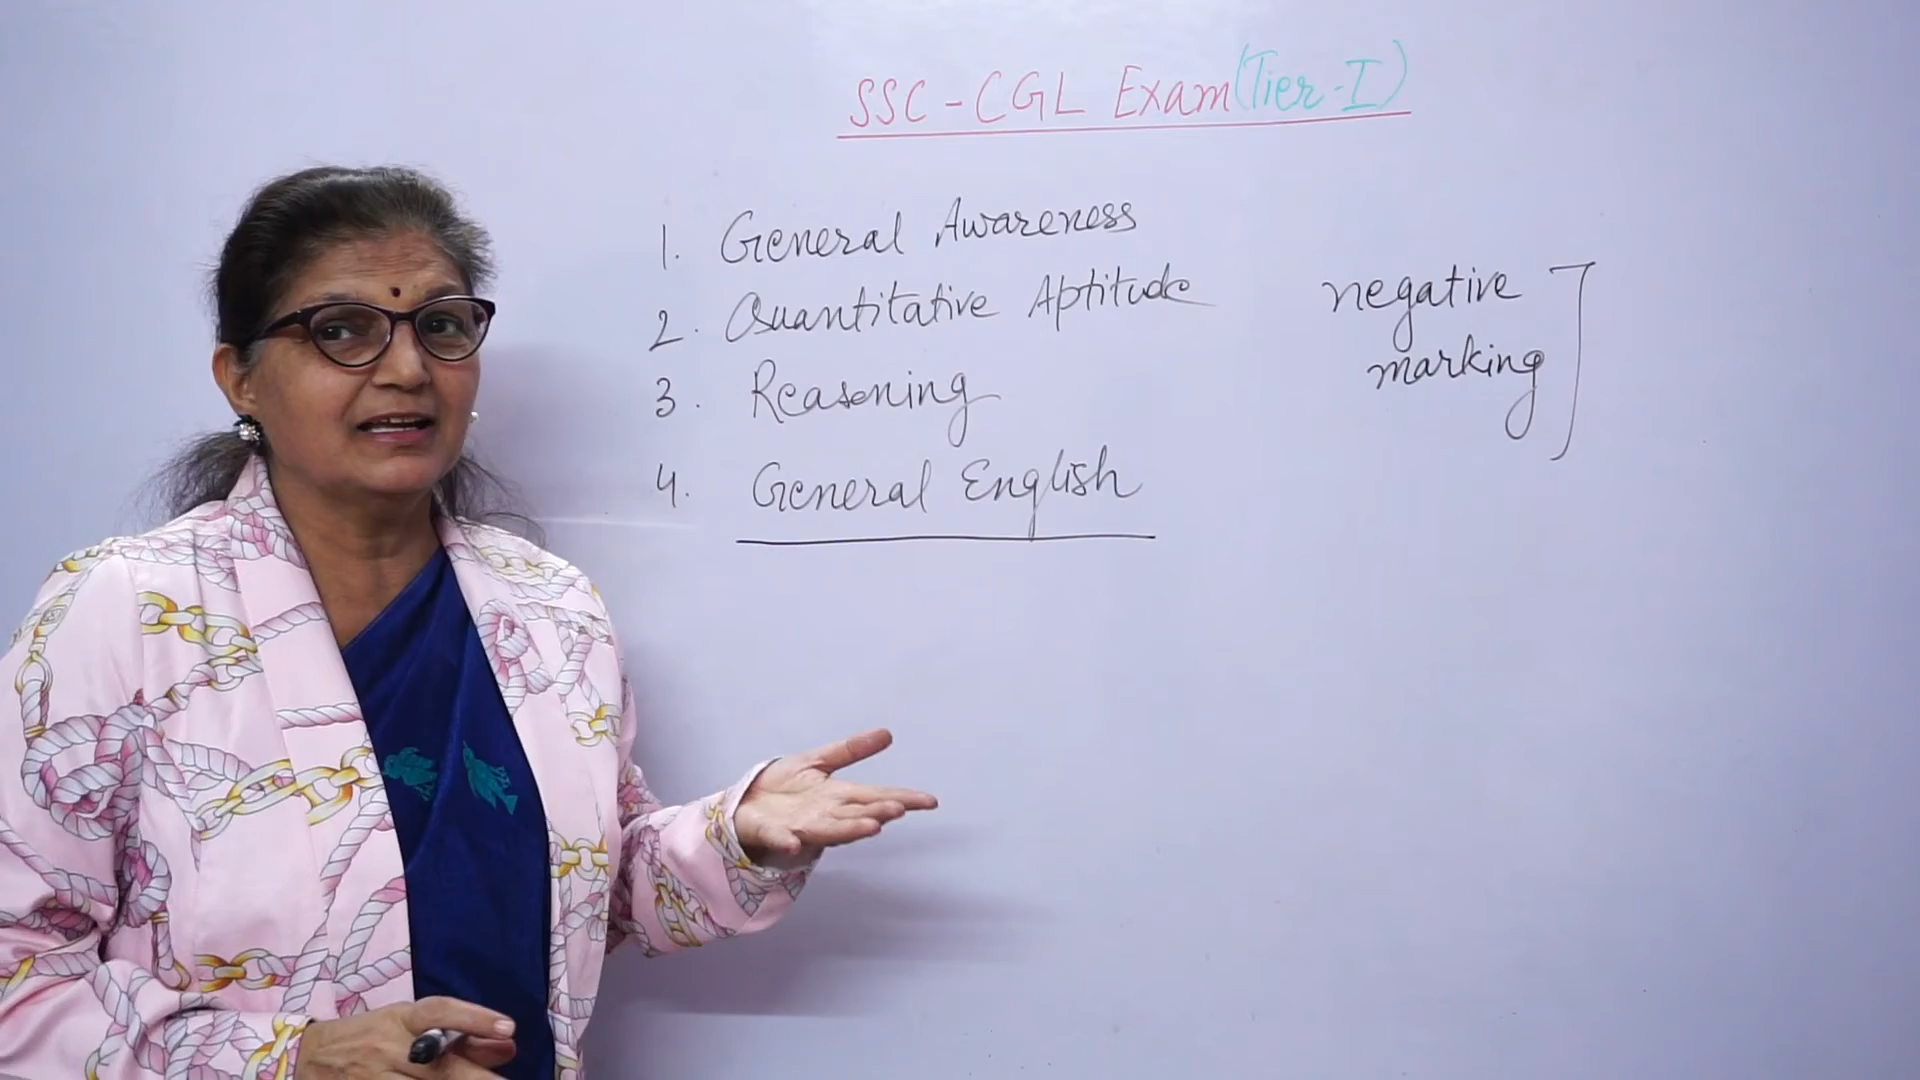 SSC-CGL Exam (Tier-I)
1. General Awareness
2. Quantitative Aptitude
3. Reasoning
4. General English
negative
marking